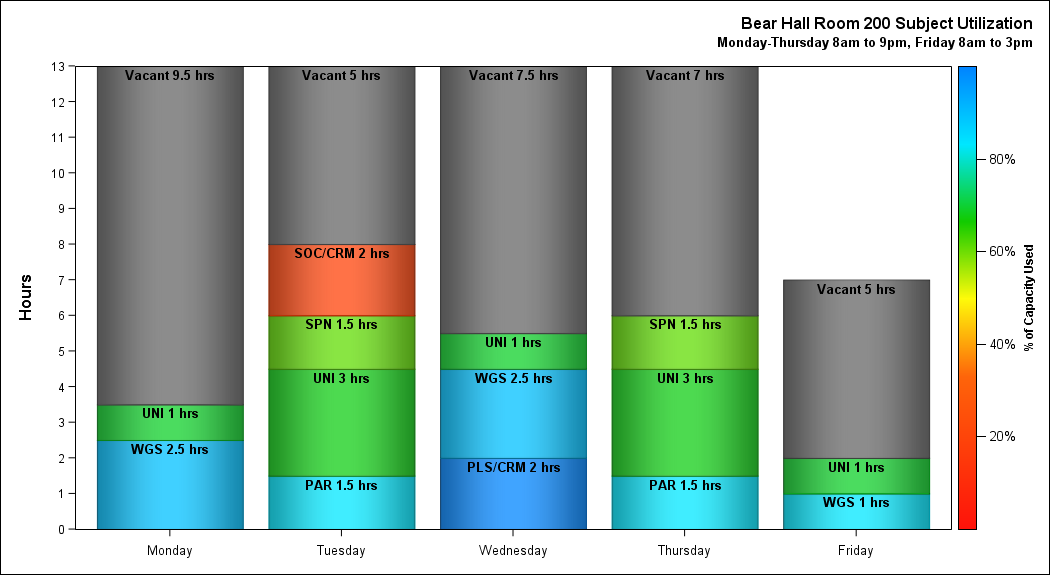 Bear Hall Room 200 Subject Utilization
Monday-Thursday 8am to 9pm, Friday 8am to 3pm
13
12
11
10
9
8
7
6
5
4
3
2
1
0
Hours
Vacant 9.5 hrs
UNI 1 hrs
WGS 2.5 hrs
Vacant 5 hrs
SOC/CRM 2 hrs
SPN 1.5 hrs
UNI 3 hrs
PAR 1.5 hrs
Vacant 7.5 hrs
UNI 1 hrs
WGS 2.5 hrs
PLS/CRM 2 hrs
Vacant 7 hrs
SPN 1.5 hrs
UNI 3 hrs
PAR 1.5 hrs
Vacant 5 hrs
UNI 1 hrs
WGS 1 hrs
Monday
Tuesday
Wednesday
Thursday
Friday
80%
60%
40%
20%
% of Capacity Used